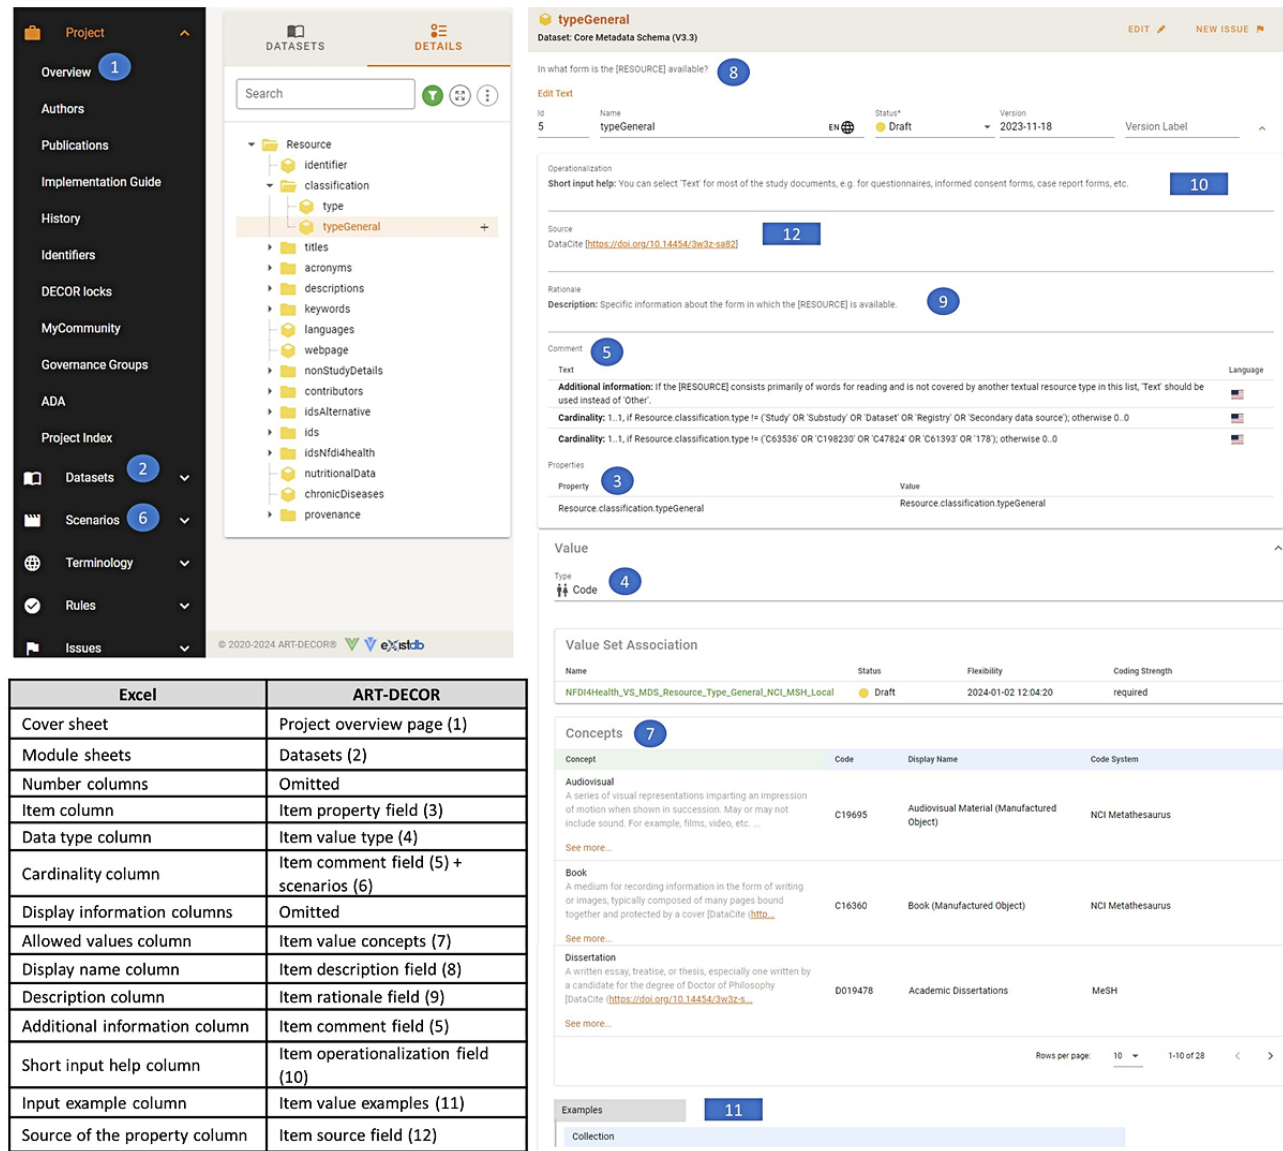 Project
Overview 1
Authors
Publications
Implementation Guide
History
Identifiers
DECOR locks
MyCommunity
Governance Groups
ADA
Project Index
Datasets 2
Scenarios 6
Terminology
Rules
Issues
DATASETS
DETAILS
Search
Resource
identifier
classification
type
typeGeneral +
titles
acronyms
descriptions
keywords
languages
webpage
nonStudyDetails
contributors
idsAlternative
ids
idsNfdi4health
nutritionalData
chronicDiseases
provenance
© 2020-2024 ART-DECOR® eXistdb
typeGeneral
Dataset: Core Metadata Schema (V3.3)
EDIT
NEW ISSUE
In what form is the [RESOURCE] available? 8
Edit Text
Id Name Status* Version
5 typeGeneral EN Draft 2023-11-18 Version Label
Operationalization
Short input help: You can select 'Text' for most of the study documents, e.g. for questionnaires, informed consent forms, case report forms, etc. 10
Source
DataCite [https://doi.org/10.14454/3w3z-sa82] 12
Rationale
Description: Specific information about the form in which the [RESOURCE] is available. 9
Comment 5
Text Language
Additional information: If the [RESOURCE] consists primarily of words for reading and is not covered by another textual resource type in this list, 'Text' should be
used instead of 'Other'.
Cardinality: 1..1, if Resource.classification.type != ('Study' OR 'Substudy' OR 'Dataset' OR 'Registry' OR 'Secondary data source'); otherwise 0..0
Cardinality: 1..1, if Resource.classification.type != ('C63536' OR 'C198230' OR 'C47824' OR 'C61393' OR '178'); otherwise 0..0
Properties
Property 3 Value
Resource.classification.typeGeneral Resource.classification.typeGeneral
Value
Type
Code 4
Value Set Association
Name Status Flexibility Coding Strength
NFDI4Health_VS_MDS_Resource_Type_General_NCI_MSH_Local Draft 2024-01-02 12:04:20 required
Concepts 7
Concept Code Display Name Code System
Audiovisual
A series of visual representations imparting an impression
of motion when shown in succession. May or may not
include sound. For example, films, video, etc. ...
See more...
C19695 Audiovisual Material (Manufactured
Object) NCI Metathesaurus
Book
A medium for recording information in the form of writing
or images, typically composed of many pages bound
together and protected by a cover [DataCite (http...
See more...
C16360 Book (Manufactured Object) NCI Metathesaurus
Dissertation
A written essay, treatise, or thesis, especially one written by
a candidate for the degree of Doctor of Philosophy
[DataCite (https://doi.org/10.14454/3w3z-s...
See more...
D019478 Academic Dissertations MeSH
Rows per page: 10 1-10 of 28 < >
Examples 11
Collection
Excel ART-DECOR
Cover sheet Project overview page (1)
Module sheets Datasets (2)
Number columns Omitted
Item column Item property field (3)
Data type column Item value type (4)
Cardinality column Item comment field (5) +
scenarios (6)
Display information columns Omitted
Allowed values column Item value concepts (7)
Display name column Item description field (8)
Description column Item rationale field (9)
Additional information column Item comment field (5)
Short input help column Item operationalization field
(10)
Input example column Item value examples (11)
Source of the property column Item source field (12)